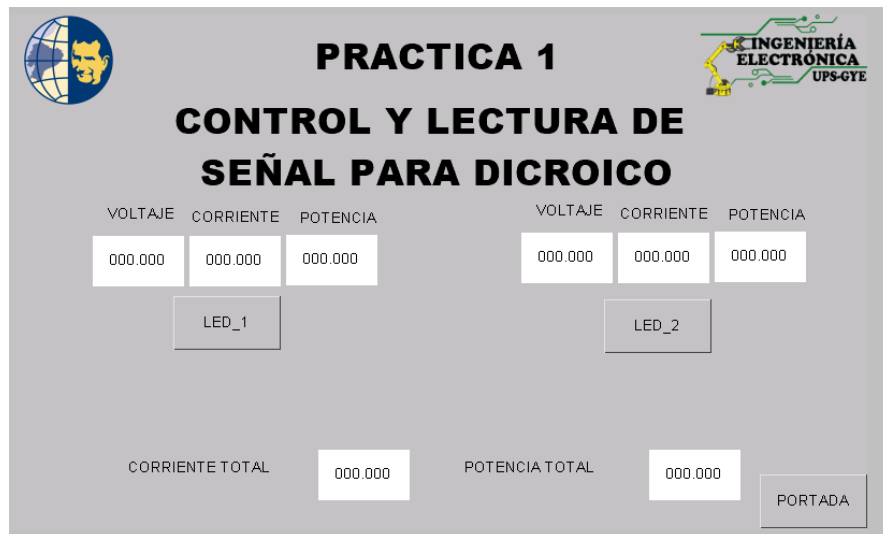 PRACTICA 1
INGENIERÍA
ELECTRÓNICA
UPS-GYE
CONTROL Y LECTURA DE
SEÑAL PARA DICROICO
VOLTAJE CORRIENTE POTENCIA
000.000 000.000 000.000
LED_1
VOLTAJE CORRIENTE POTENCIA
000.000 000.000 000.000
LED_2
CORRIENTE TOTAL 000.000
POTENCIA TOTAL 000.000
PORTADA